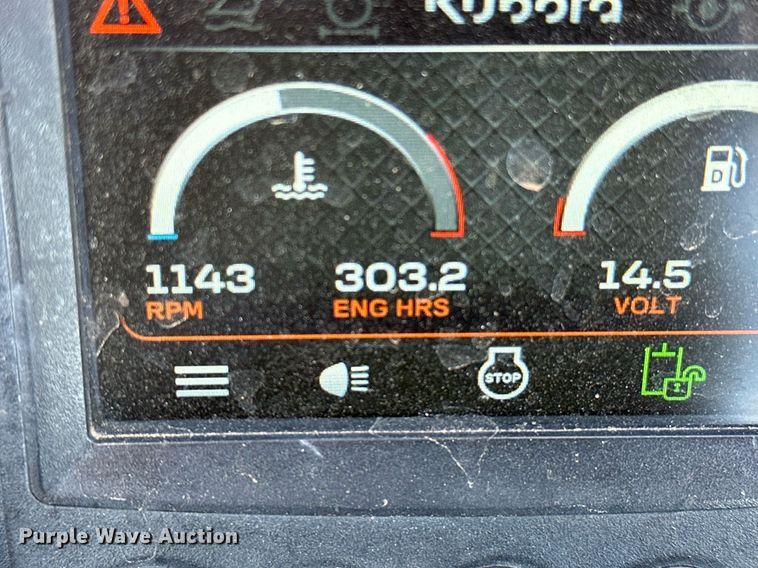 Kubota
1143 303.2 14.5
RPM ENG HRS VOLT
D
STOP
Purple Wave Auction